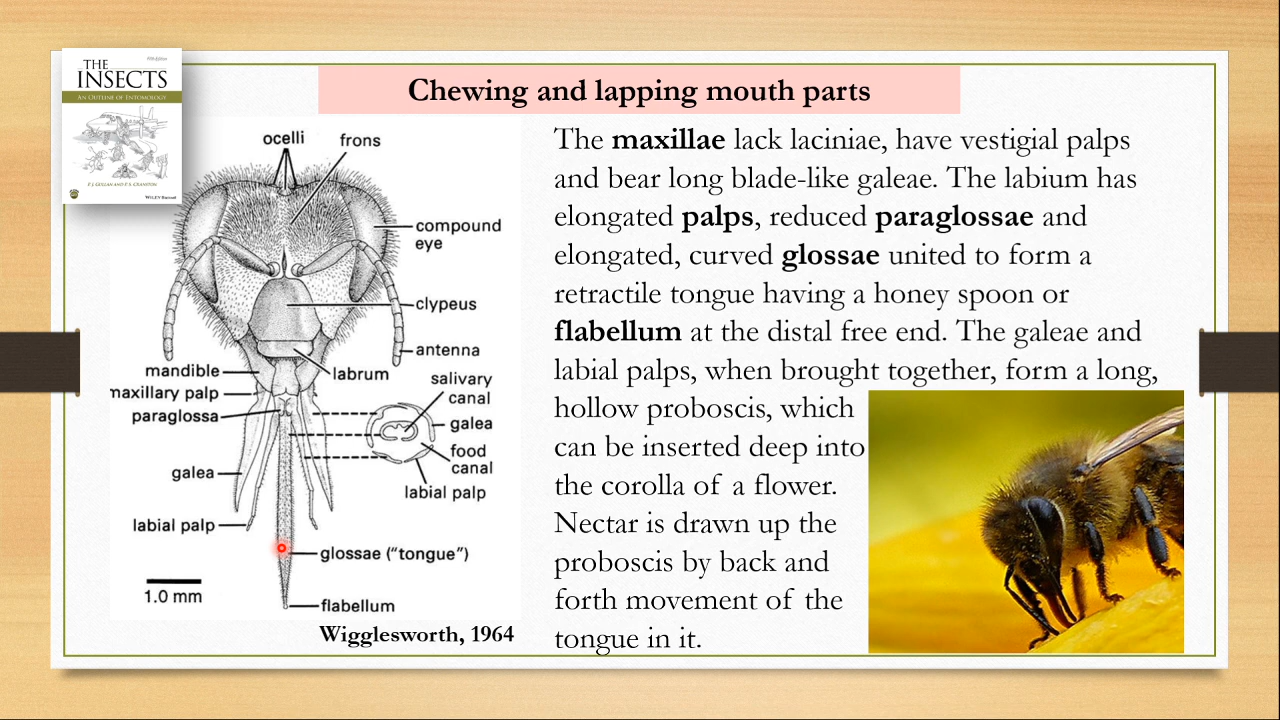 THE
INSECTS
AN OUTLINE OF ENTOMOLOGY
P. J. GULLAN AND P. S. CRANSTON
Chewing and lapping mouth parts
ocelli
frons
compound
eye
clypeus
antenna
mandible
labrum
maxillary palp
salivary
canal
paraglossa
galea
food
canal
galea
labial palp
labial palp
glossae (“tongue”)
1.0 mm
flabellum
Wigglesworth, 1964
The maxillae lack laciniae, have vestigial palps
and bear long blade-like galeae. The labium has
elongated palps, reduced paraglossae and
elongated, curved glossae united to form a
retractile tongue having a honey spoon or
flabellum at the distal free end. The galeae and
labial palps, when brought together, form a long,
hollow proboscis, which
can be inserted deep into
the corolla of a flower.
Nectar is drawn up the
proboscis by back and
forth movement of the
tongue in it.